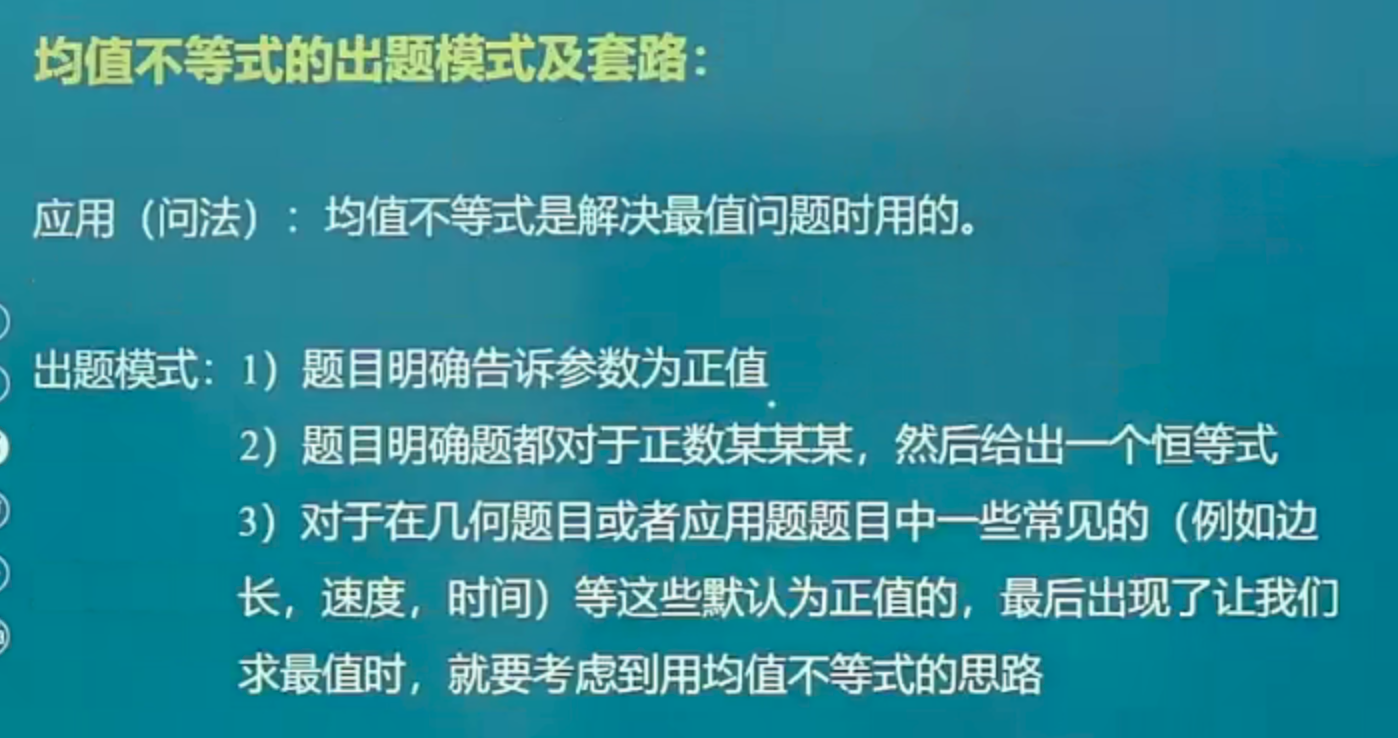 均值不等式的出题模式及套路：
应用（问法）：均值不等式是解决最值问题时用的。
出题模式：1）题目明确告诉参数为正值
2）题目明确题都对于正数某某某，然后给出一个恒等式
3）对于在几何题目或者应用题题目中一些常见的（例如边
长，速度，时间）等这些默认为正值的，最后出现了让我们
求最值时，就要考虑到用均值不等式的思路